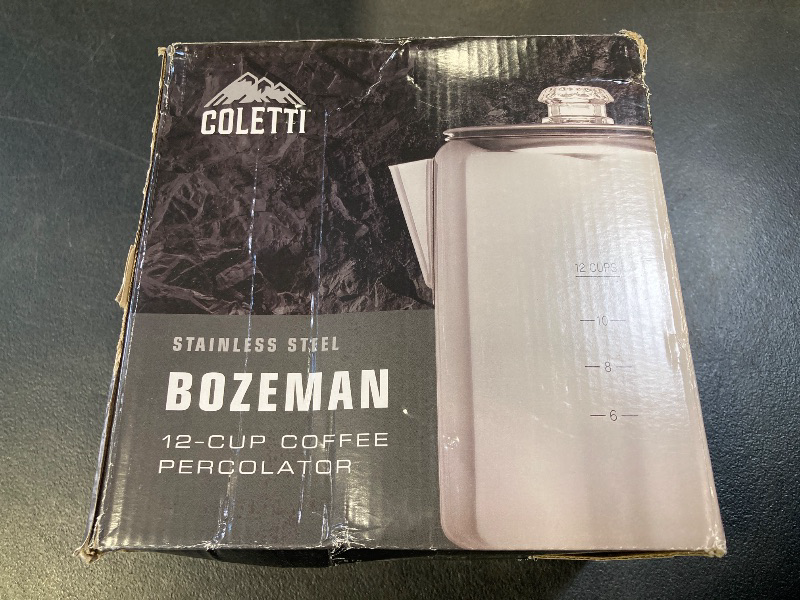 COLETTI
STAINLESS STEEL
BOZEMAN
12-CUP COFFEE
PERCOLATOR
12 CUPS
10
8
6